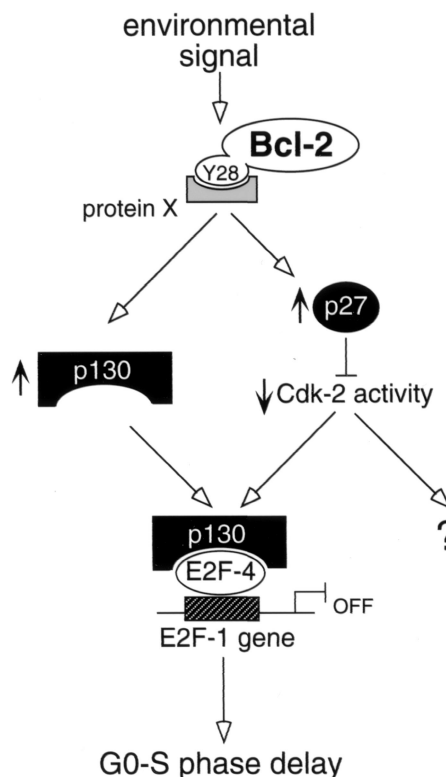 environmental
signal
Bcl-2
Y28
protein X
p27
p130
Cdk-2 activity
?
p130
E2F-4
OFF
E2F-1 gene
G0-S phase delay